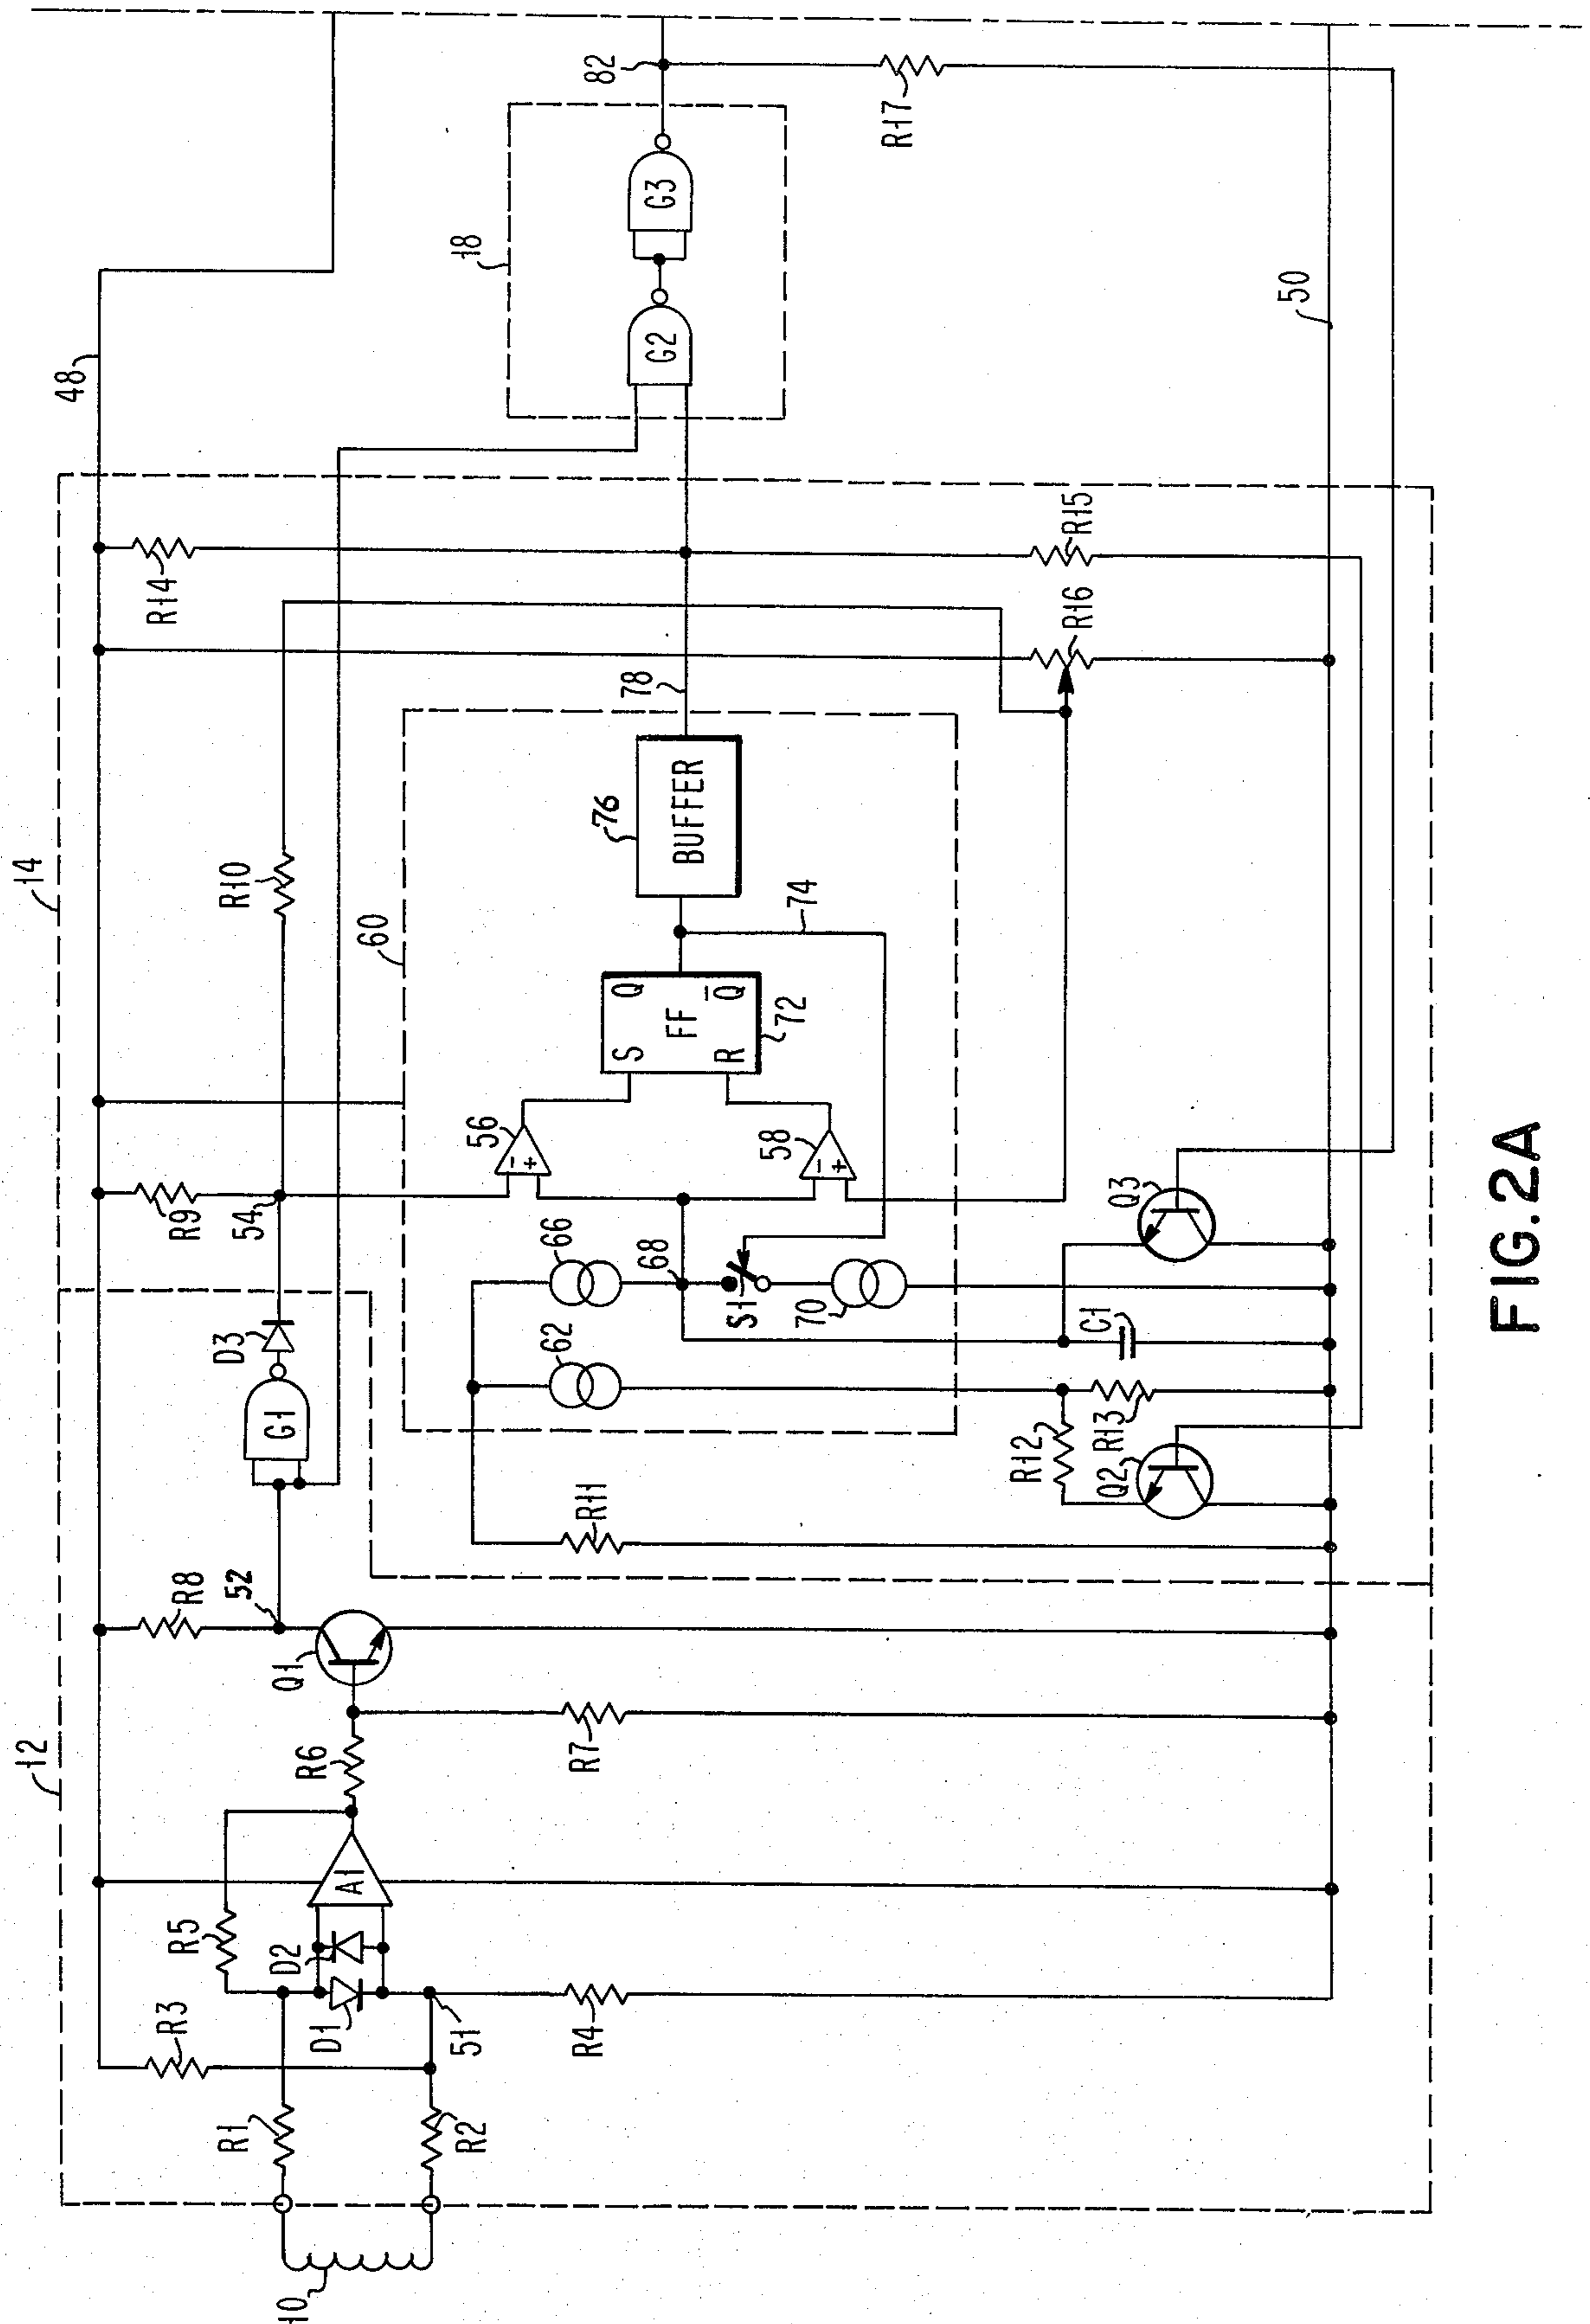 10
12
R1
R2
R3
R4
51
D1
D2
R5
A1
R6
R7
Q1
R8
52
G1
D3
R9
54
48
14
R10
R11
62
66
68
S1
70
R12
R13
Q2
C1
Q3
60
56
-
+
58
-
+
S
Q
FF
R
Q̅
72
74
76
BUFFER
78
R14
R15
R16
18
G2
G3
82
R17
50
FIG.2A